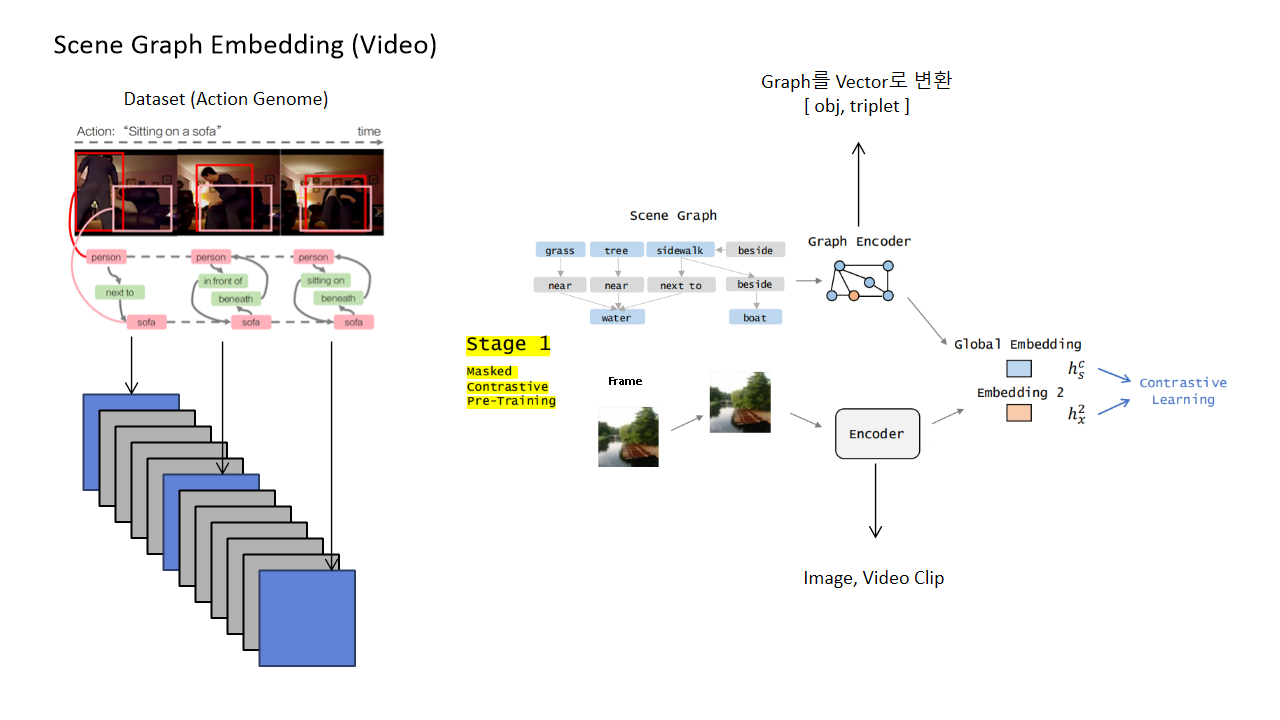 Scene Graph Embedding (Video)
Dataset (Action Genome)
Action: “Sitting on a sofa”
time
person
person
person
next to
in front of
beneath
sitting on
beneath
sofa
sofa
sofa
Graph를 Vector로 변환
[ obj, triplet ]
Scene Graph
Graph Encoder
grass
tree
sidewalk
beside
near
near
next to
beside
water
boat
Stage 1
Masked
Contrastive
Pre-Training
Frame
Encoder
Global Embedding
h_s^c
Embedding 2
h_x^2
Contrastive
Learning
Image, Video Clip